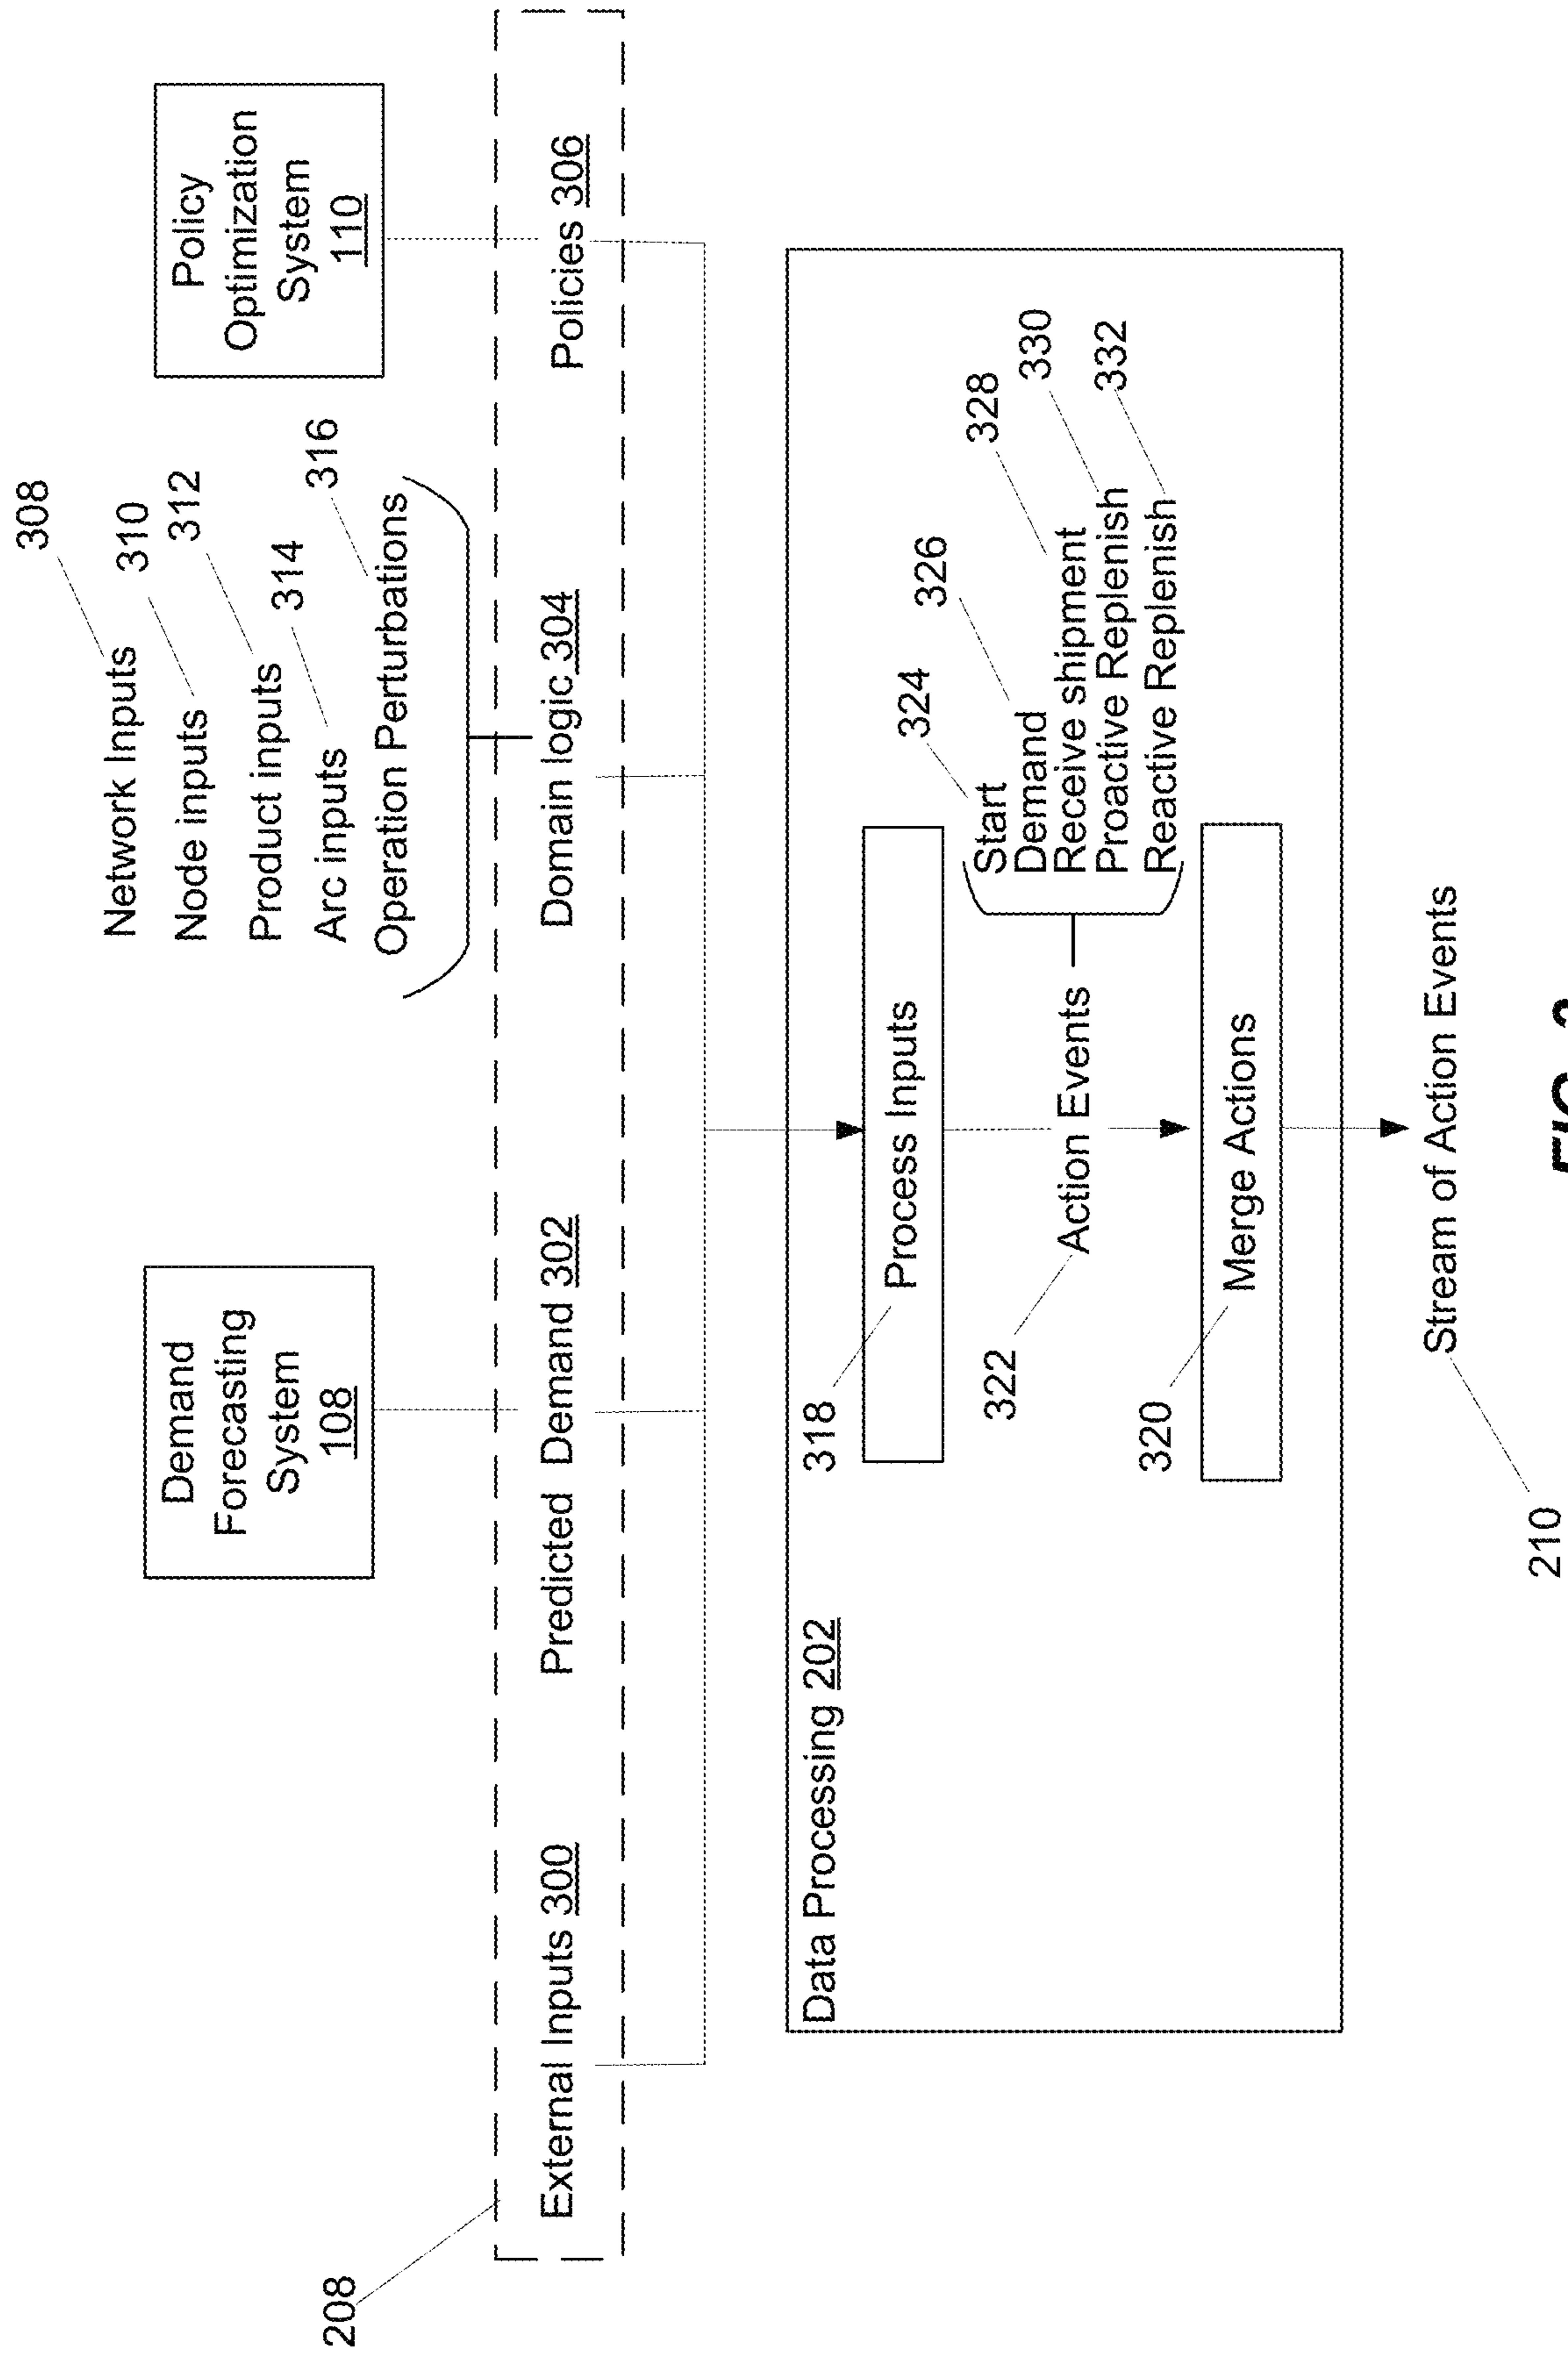 Demand
Forecasting
System
108
Network Inputs 308
Node inputs 310
Product inputs 312
Arc inputs 314
Operation Perturbations 316
Policy
Optimization
System
110
208
External Inputs 300
Predicted Demand 302
Domain logic 304
Policies 306
Data Processing 202
318
Process Inputs
322
Action Events
Start 324
Demand 326
Receive shipment 328
Proactive Replenish 330
Reactive Replenish 332
320
Merge Actions
210
Stream of Action Events
FIG.